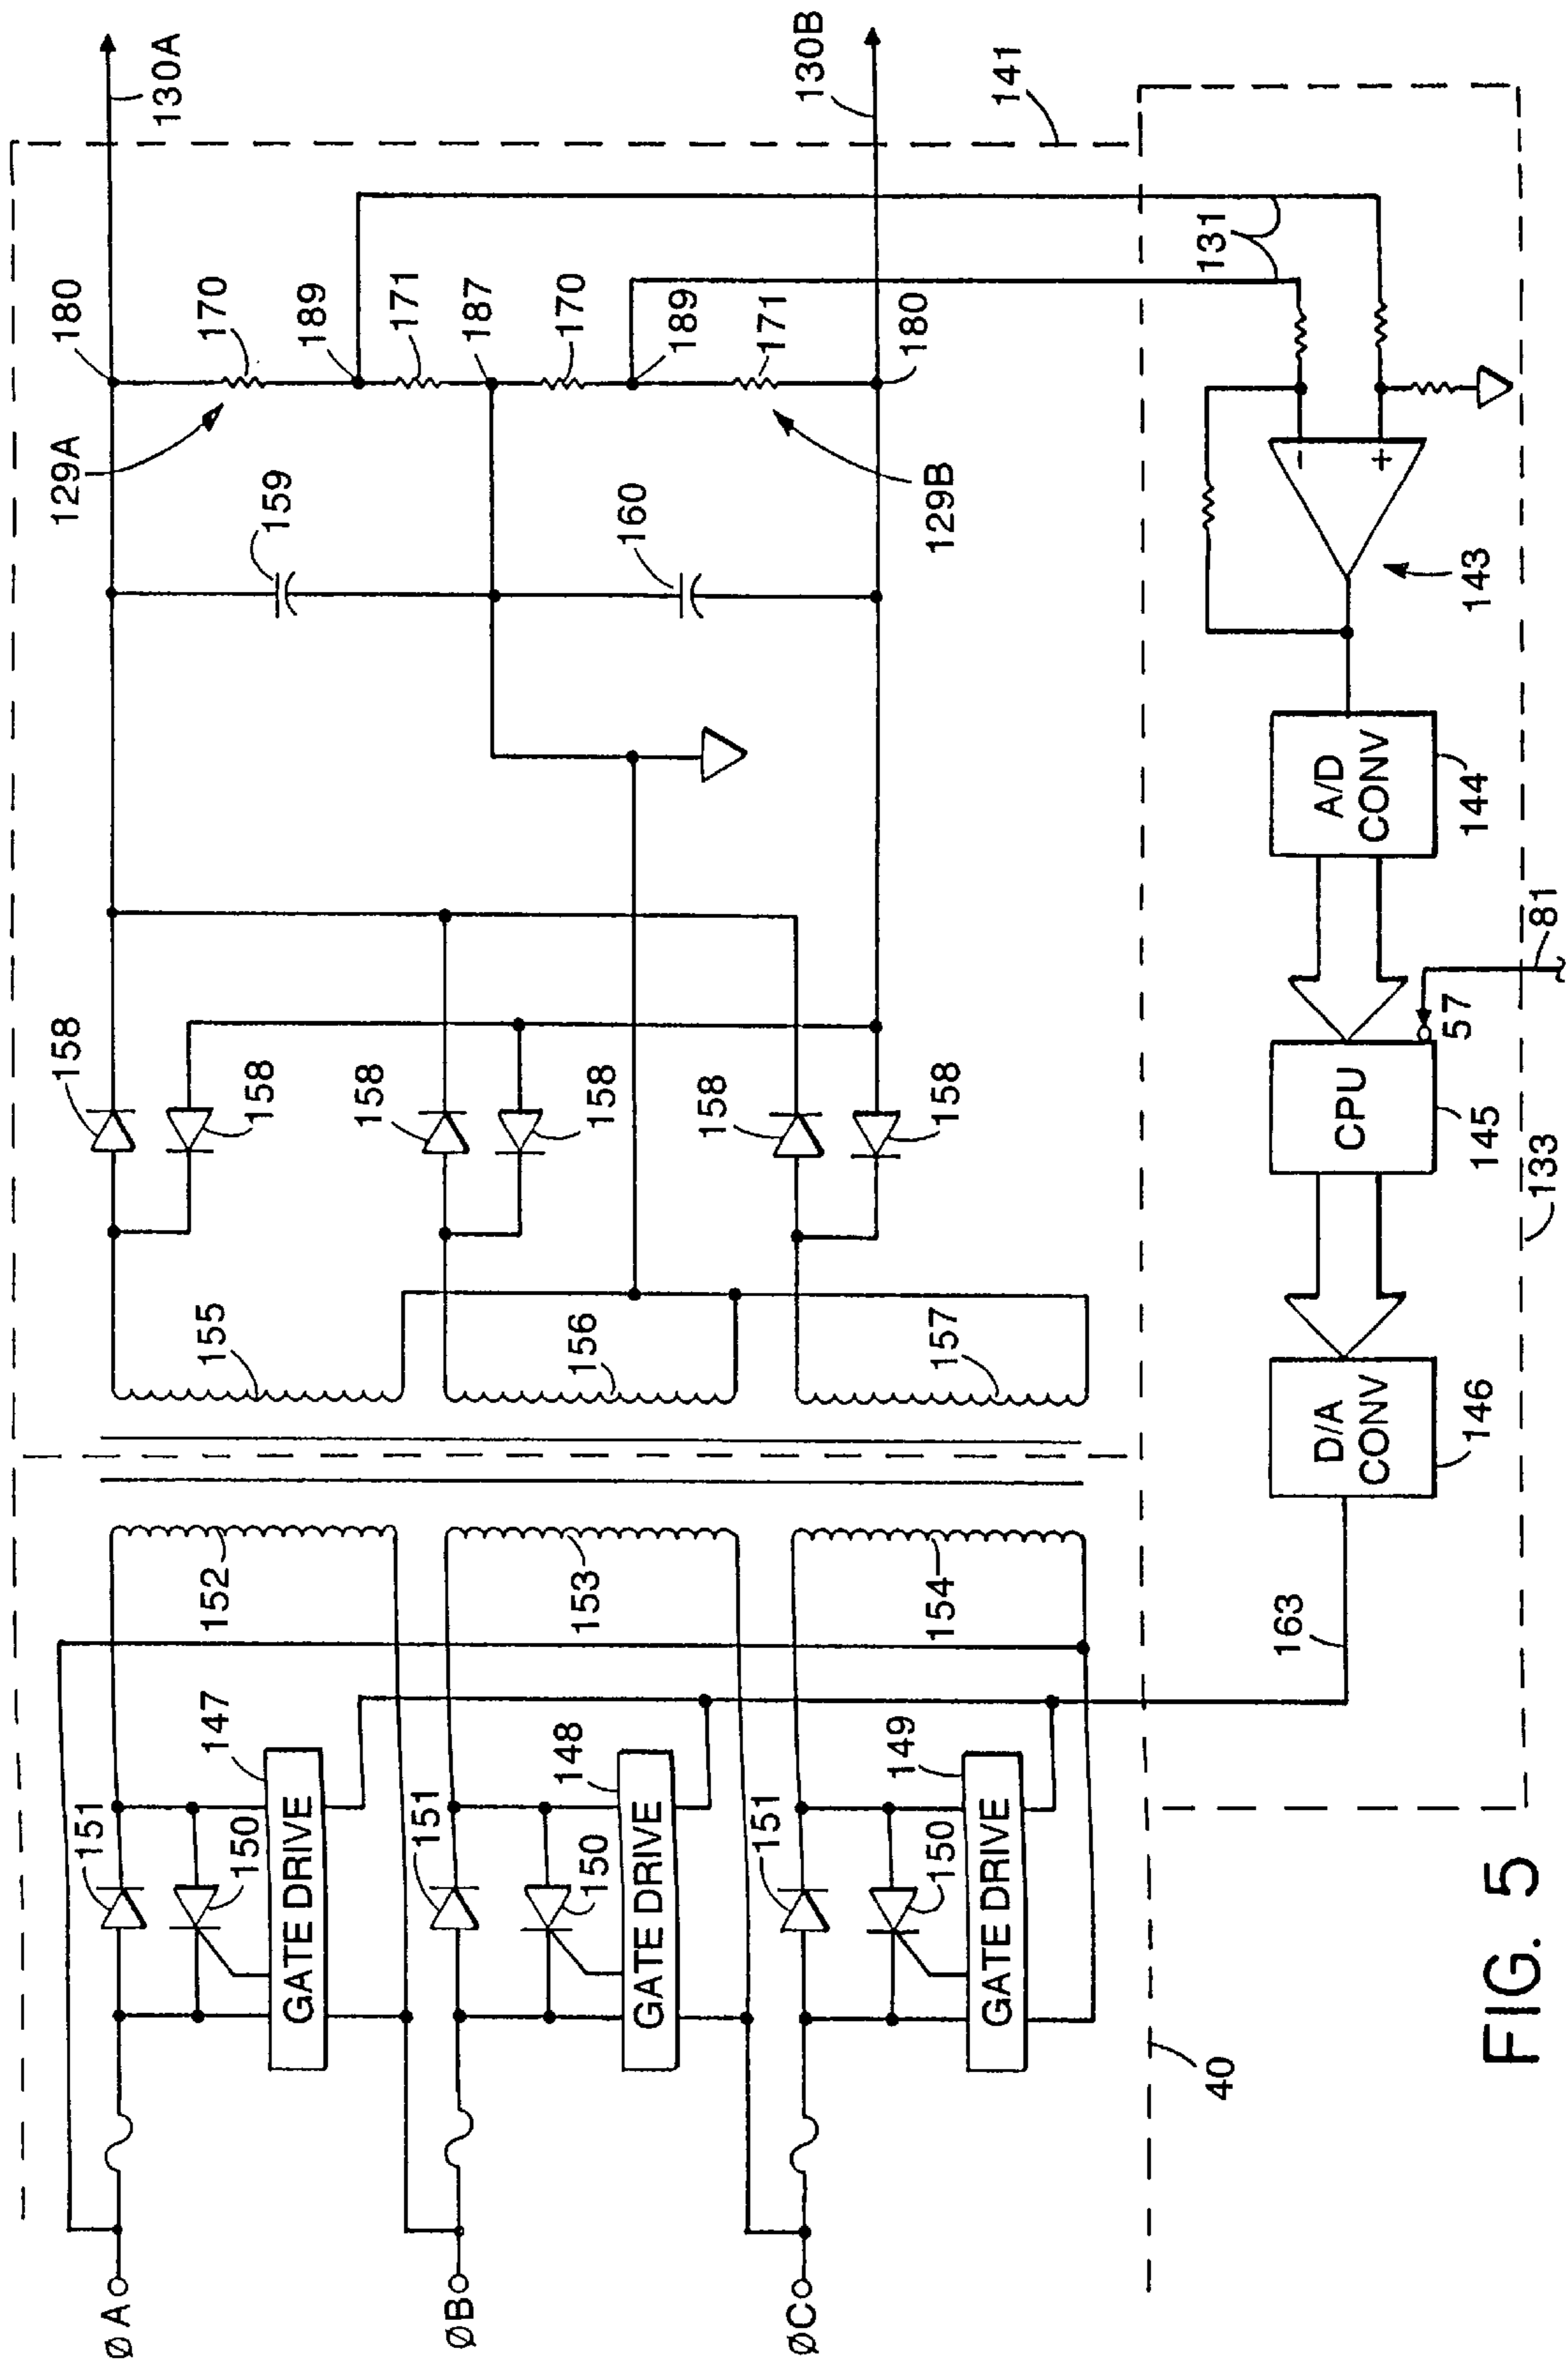 130A
130B
141
180
170
189
171
187
170
189
171
180
131
129A
159
160
129B
143
−
+
A/D
CONV
144
81
57
CPU
145
133
D/A
CONV
146
163
158
158
158
158
158
158
155
156
157
152
153
154
151
147
150
GATE DRIVE
151
148
150
GATE DRIVE
151
149
150
GATE DRIVE
40
ØA
ØB
ØC
FIG. 5